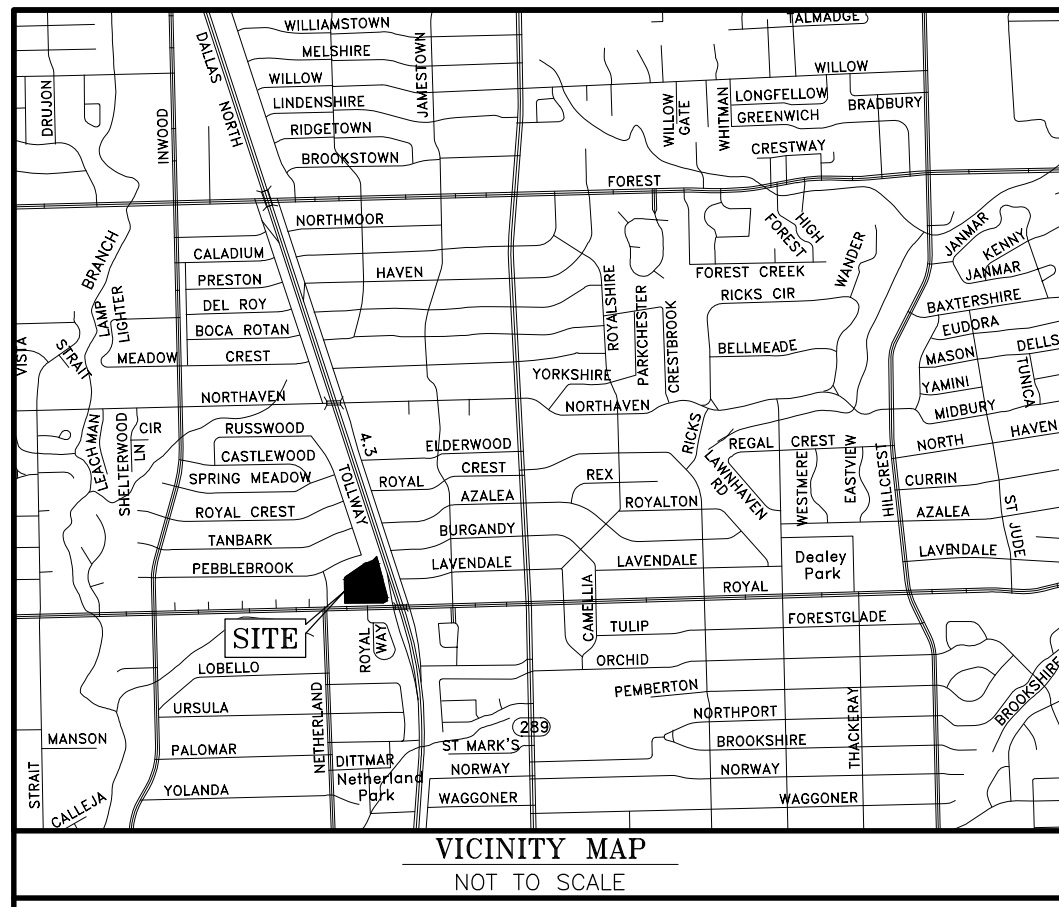 WILLIAMSTOWN
TALMADGE
MELSHIRE
DALLAS NORTH
JAMESTOWN
WILLOW
WILLOW
DRUJON
LINDENSHIRE
LONGFELLOW
BRADBURY
INWOOD
WILLOW
GATE
WHITMAN
GREENWICH
RIDGETOWN
CRESTWAY
BROOKSTOWN
FOREST
NORTHMOOR
HIGH
FOREST
JANMAR
KENNY
BRANCH
CALADIUM
WANDER
HAVEN
FOREST CREEK
JANMAR
PRESTON
LAMP
LIGHTER
ROYALSHIRE
PARKCHESTER
CRESTBROOK
RICKS CIR
BAXTERSHIRE
DEL ROY
EUDORA
BOCA ROTAN
VISTA
STRAIT
MEADOW
CREST
BELLMEADE
MASON
DELLS
TUNICA
YORKSHIRE
YAMINI
NORTHAVEN
NORTHAVEN
MIDBURY
LEACHMAN
SHELTERWOOD
LN
CIR
RUSSWOOD
4.3
ELDERWOOD
RICKS
REGAL
CREST
NORTH
HAVEN
CASTLEWOOD
TOLLWAY
CREST
LAWNHAVEN
RD
WESTMERE
EASTVIEW
HILLCREST
SPRING MEADOW
ROYAL
REX
CURRIN
AZALEA
ROYALTON
ROYAL CREST
AZALEA
ST JUDE
BURGANDY
TANBARK
LAVENDALE
LAVENDALE
Dealey
Park
LAVENDALE
PEBBLEBROOK
ROYAL
CAMELLIA
SITE
ROYAL
WAY
TULIP
FORESTGLADE
LOBELLO
ORCHID
PEMBERTON
NETHERLAND
BROOKSHIRE
URSULA
NORTHPORT
THACKERAY
289
MANSON
PALOMAR
ST MARK'S
BROOKSHIRE
DITTMAR
STRAIT
Netherland
Park
NORWAY
NORWAY
YOLANDA
WAGGONER
WAGGONER
CALLEJA
VICINITY MAP
NOT TO SCALE